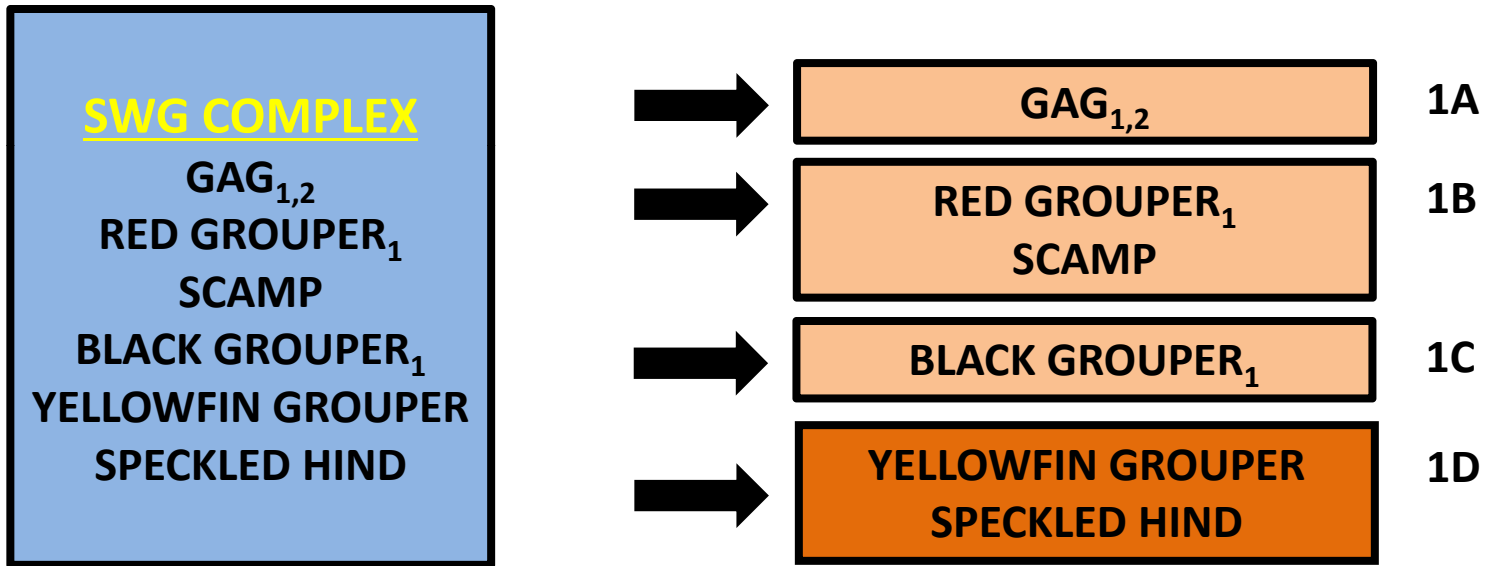 SWG COMPLEX
GAG1,2
RED GROUPER1
SCAMP
BLACK GROUPER1
YELLOWFIN GROUPER
SPECKLED HIND
GAG1,2
1A
RED GROUPER1
SCAMP
1B
BLACK GROUPER1
1C
YELLOWFIN GROUPER
SPECKLED HIND
1D